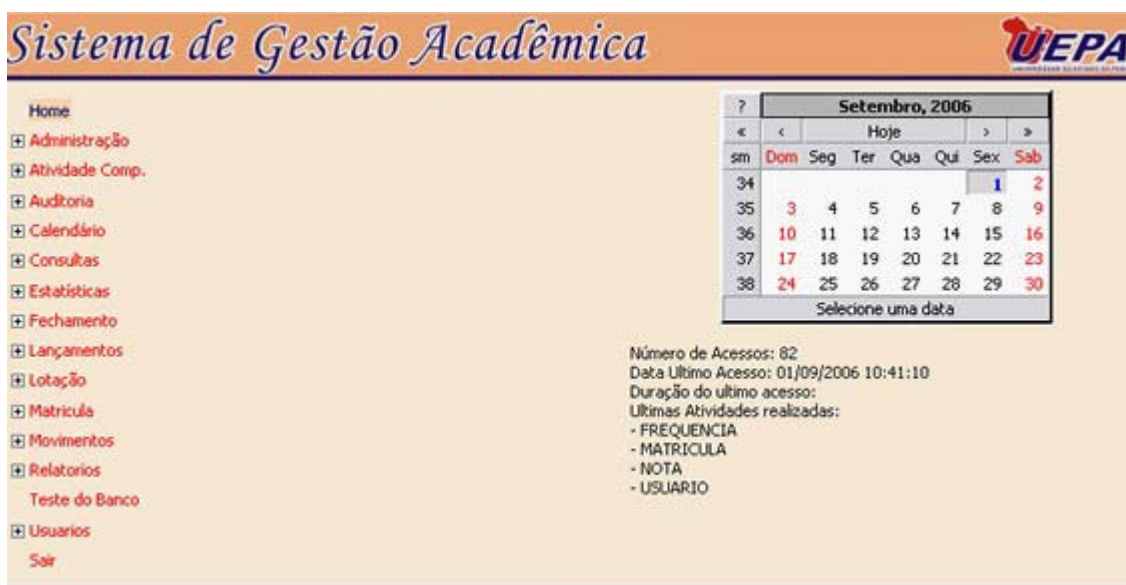 Sistema de Gestão Acadêmica
UEPA
Home
Administração
Atividade Comp.
Auditoria
Calendário
Consultas
Estatísticas
Fechamento
Lançamentos
Lotação
Matricula
Movimentos
Relatorios
Teste do Banco
Usuarios
Sair
? Setembro, 2006
« ‹ Hoje › »
sm Dom Seg Ter Qua Qui Sex Sab
34 1 2
35 3 4 5 6 7 8 9
36 10 11 12 13 14 15 16
37 17 18 19 20 21 22 23
38 24 25 26 27 28 29 30
Selecione uma data
Número de Acessos: 82
Data Ultimo Acesso: 01/09/2006 10:41:10
Duração do ultimo acesso:
Ultimas Atividades realizadas:
- FREQUENCIA
- MATRICULA
- NOTA
- USUARIO